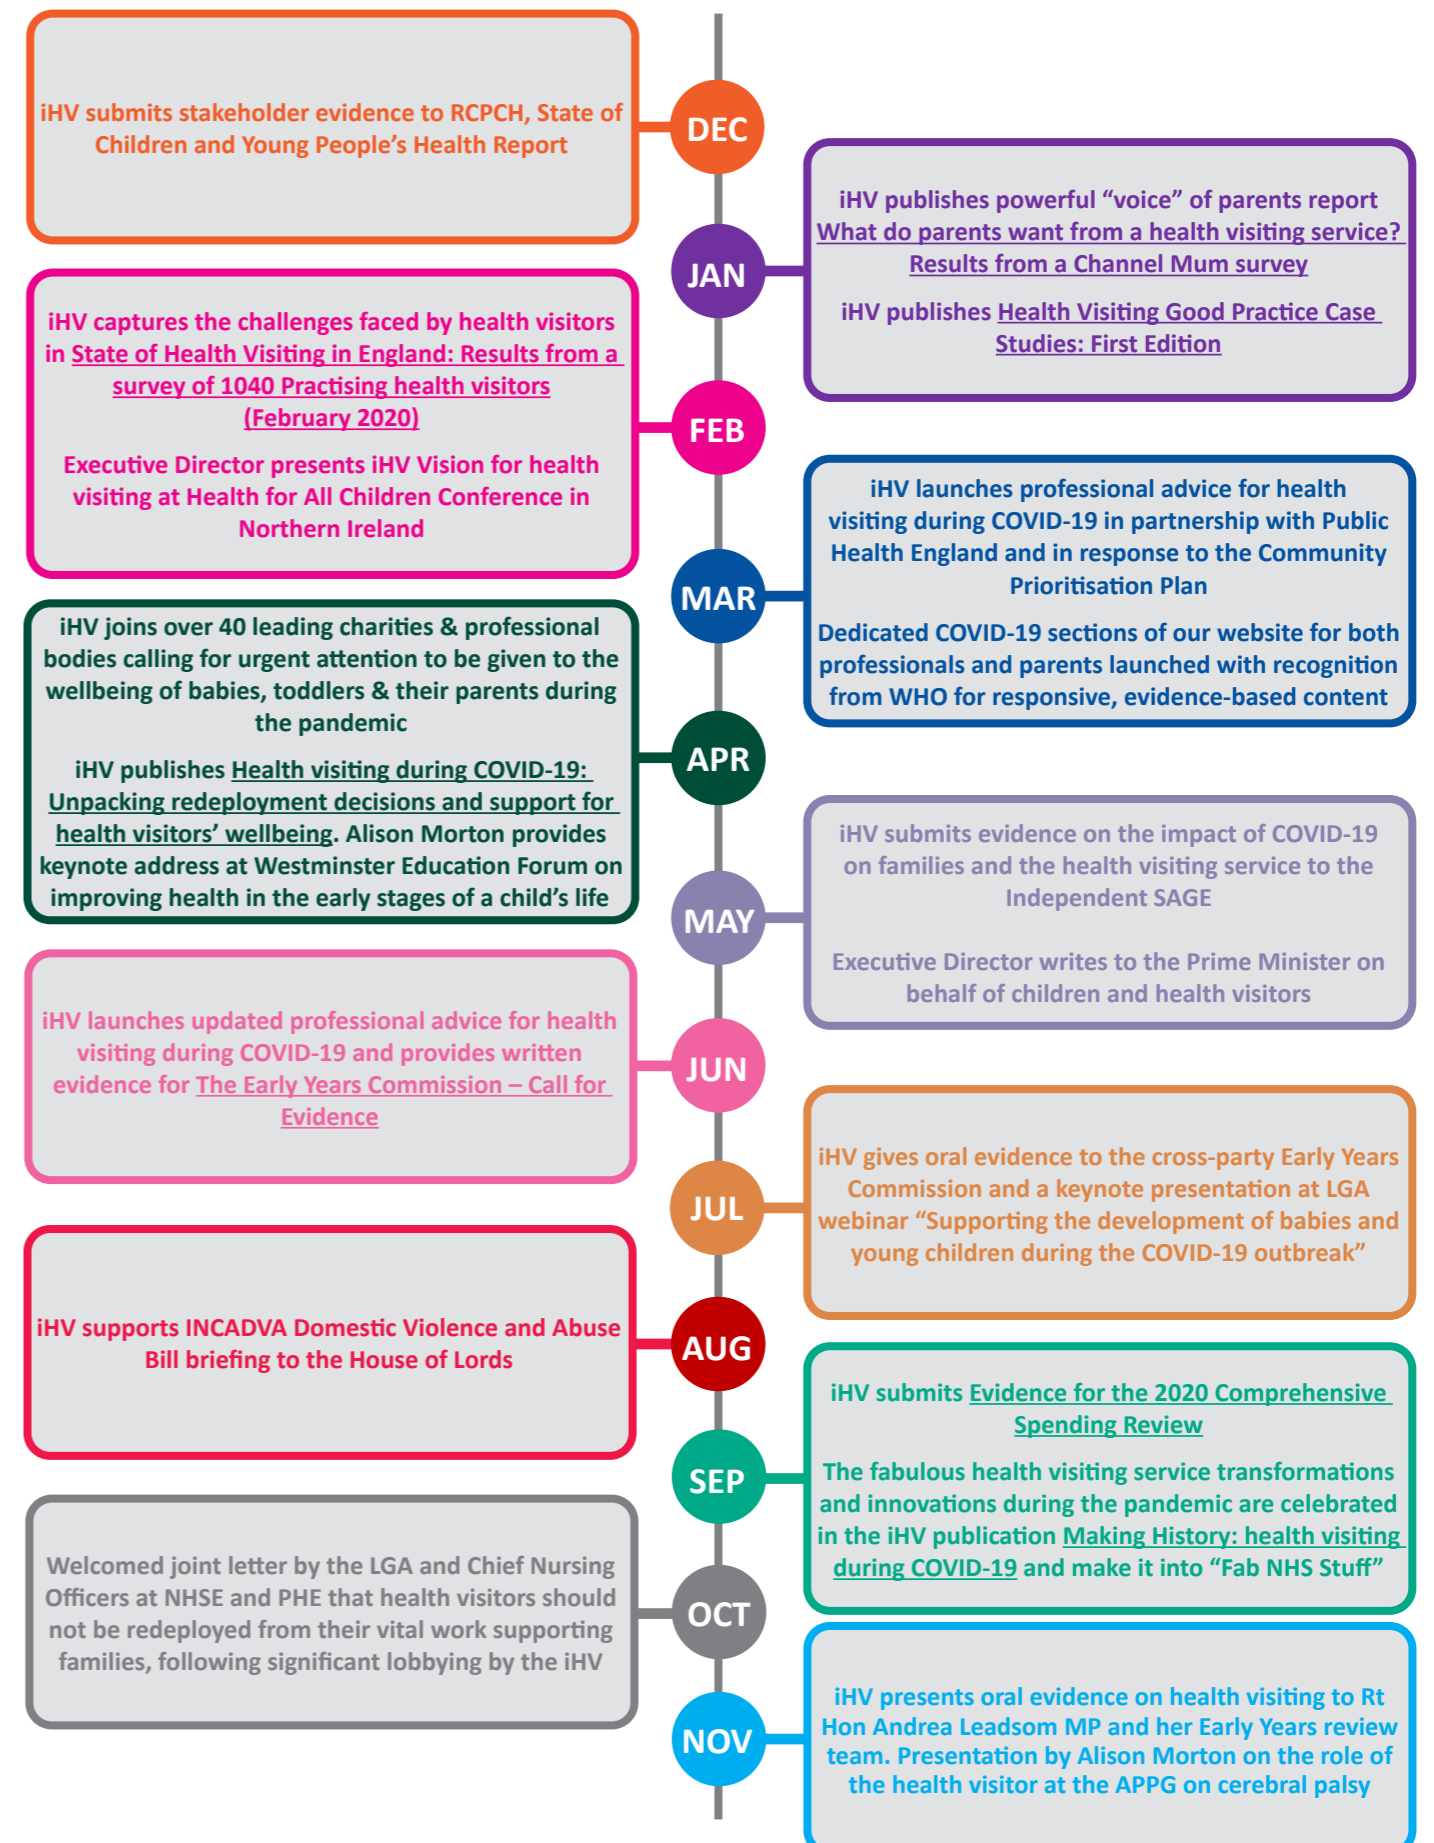 iHV submits stakeholder evidence to RCPCH, State of
Children and Young People's Health Report
DEC
JAN
iHV publishes powerful “voice” of parents report
What do parents want from a health visiting service?
Results from a Channel Mum survey
iHV publishes Health Visiting Good Practice Case
Studies: First Edition
iHV captures the challenges faced by health visitors
in State of Health Visiting in England: Results from a
survey of 1040 Practising health visitors
(February 2020)
Executive Director presents iHV Vision for health
visiting at Health for All Children Conference in
Northern Ireland
FEB
MAR
iHV launches professional advice for health
visiting during COVID-19 in partnership with Public
Health England and in response to the Community
Prioritisation Plan
Dedicated COVID-19 sections of our website for both
professionals and parents launched with recognition
from WHO for responsive, evidence-based content
iHV joins over 40 leading charities & professional
bodies calling for urgent attention to be given to the
wellbeing of babies, toddlers & their parents during
the pandemic
iHV publishes Health visiting during COVID-19:
Unpacking redeployment decisions and support for
health visitors’ wellbeing. Alison Morton provides
keynote address at Westminster Education Forum on
improving health in the early stages of a child’s life
APR
MAY
iHV submits evidence on the impact of COVID-19
on families and the health visiting service to the
Independent SAGE
Executive Director writes to the Prime Minister on
behalf of children and health visitors
iHV launches updated professional advice for health
visiting during COVID-19 and provides written
evidence for The Early Years Commission – Call for
Evidence
JUN
JUL
iHV gives oral evidence to the cross-party Early Years
Commission and a keynote presentation at LGA
webinar “Supporting the development of babies and
young children during the COVID-19 outbreak”
iHV supports INCADVA Domestic Violence and Abuse
Bill briefing to the House of Lords
AUG
SEP
iHV submits Evidence for the 2020 Comprehensive
Spending Review
The fabulous health visiting service transformations
and innovations during the pandemic are celebrated
in the iHV publication Making History: health visiting
during COVID-19 and make it into “Fab NHS Stuff”
Welcomed joint letter by the LGA and Chief Nursing
Officers at NHSE and PHE that health visitors should
not be redeployed from their vital work supporting
families, following significant lobbying by the iHV
OCT
NOV
iHV presents oral evidence on health visiting to Rt
Hon Andrea Leadsom MP and her Early Years review
team. Presentation by Alison Morton on the role of
the health visitor at the APPG on cerebral palsy